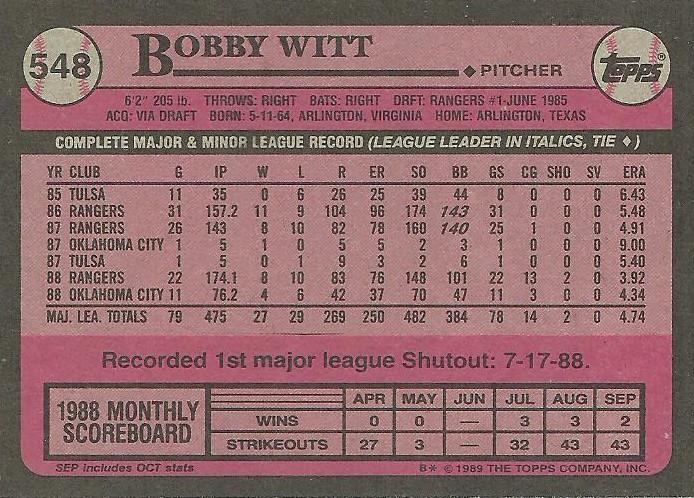 548 BOBBY WITT
PITCHER topps®
6'2" 205 lb. THROWS: RIGHT BATS: RIGHT DRFT: RANGERS #1-JUNE 1985
ACQ: VIA DRAFT BORN: 5-11-64, ARLINGTON, VIRGINIA HOME: ARLINGTON, TEXAS
COMPLETE MAJOR & MINOR LEAGUE RECORD (LEAGUE LEADER IN ITALICS, TIE ♦)
YR CLUB G IP W L R ER SO BB GS CG SHO SV ERA
85 TULSA 11 35 0 6 26 25 39 44 8 0 0 0 6.43
86 RANGERS 31 157.2 11 9 104 96 174 143 31 0 0 0 5.48
87 RANGERS 26 143 8 10 82 78 160 140 25 1 0 0 4.91
87 OKLAHOMA CITY 1 5 1 0 5 5 2 3 1 0 0 0 9.00
87 TULSA 1 5 0 1 9 3 2 6 1 0 0 0 5.40
88 RANGERS 22 174.1 8 10 83 76 148 101 22 13 2 0 3.92
88 OKLAHOMA CITY 11 76.2 4 6 42 37 70 47 11 3 0 0 4.34
MAJ. LEA. TOTALS 79 475 27 29 269 250 482 384 78 14 2 0 4.74
Recorded 1st major league Shutout: 7-17-88.
1988 MONTHLY SCOREBOARD
APR MAY JUN JUL AUG SEP
WINS 0 0 — 3 3 2
STRIKEOUTS 27 3 — 32 43 43
SEP includes OCT stats B* © 1989 THE TOPPS COMPANY, INC.